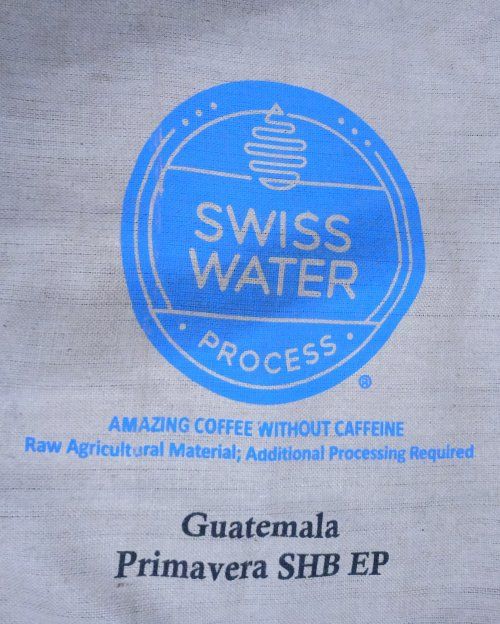 SWISS
WATER
PROCESS
®
AMAZING COFFEE WITHOUT CAFFEINE
Raw Agricultural Material; Additional Processing Required
Guatemala
Primavera SHB EP